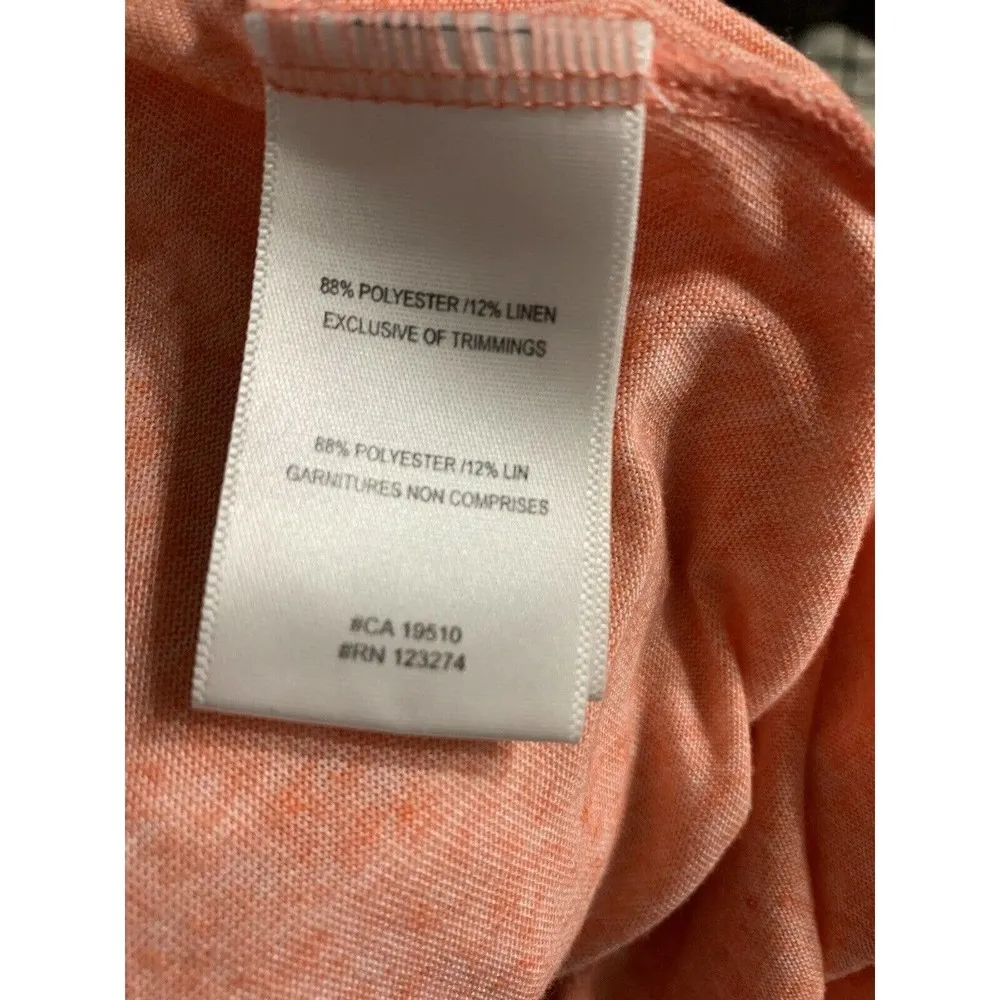 88% POLYESTER /12% LINEN
EXCLUSIVE OF TRIMMINGS
88% POLYESTER /12% LIN
GARNITURES NON COMPRISES
#CA 19510
#RN 123274